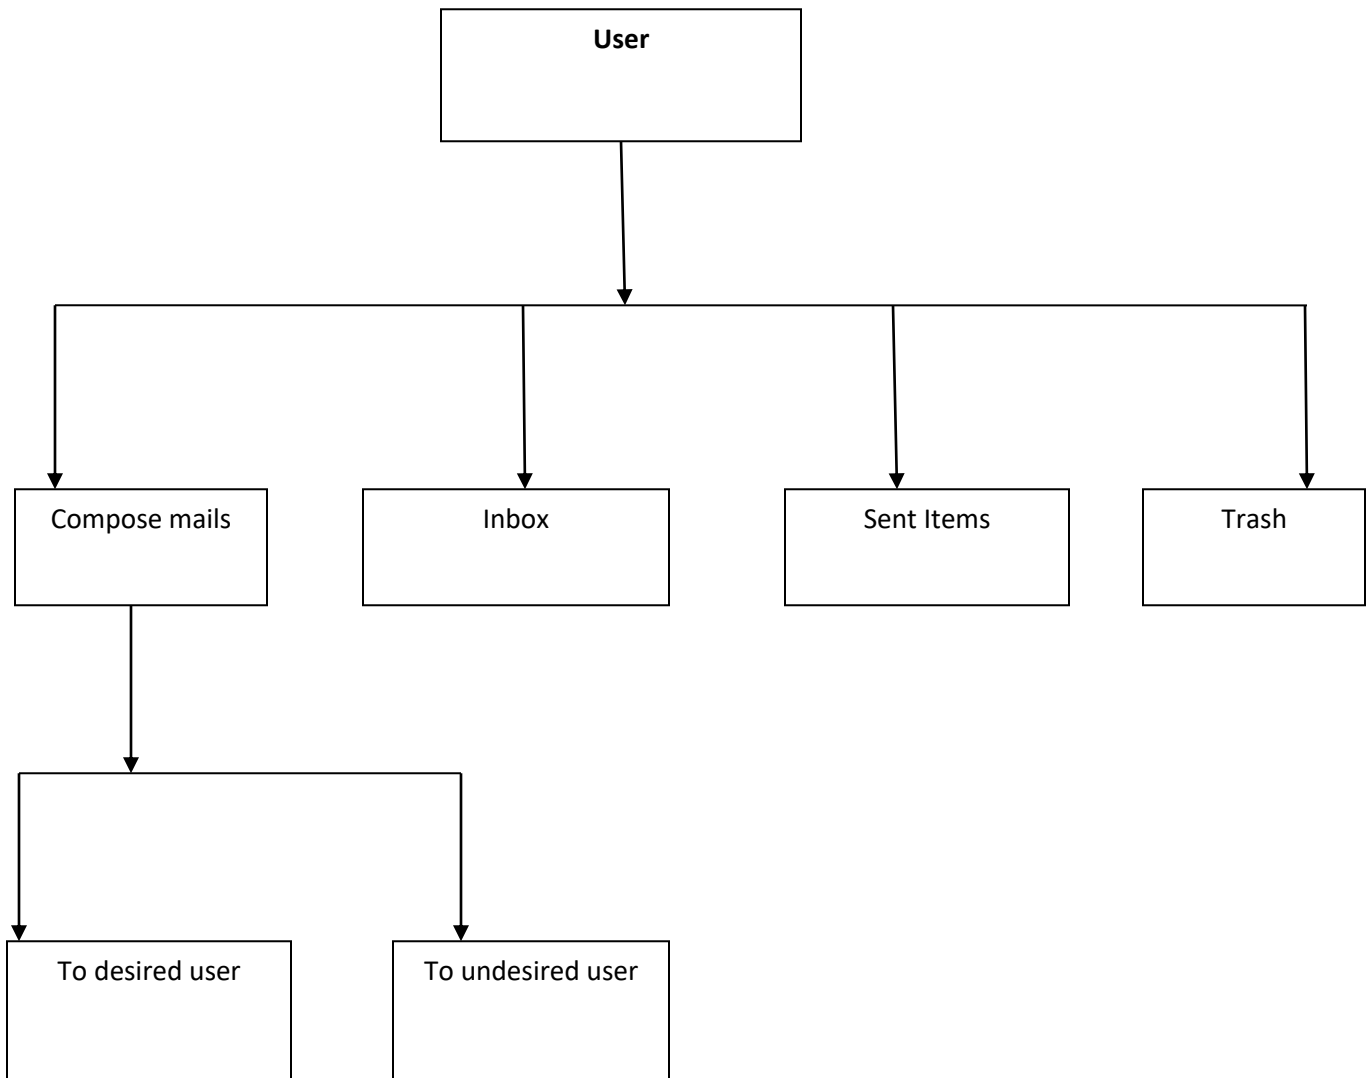 User
Compose mails
Inbox
Sent Items
Trash
To desired user
To undesired user